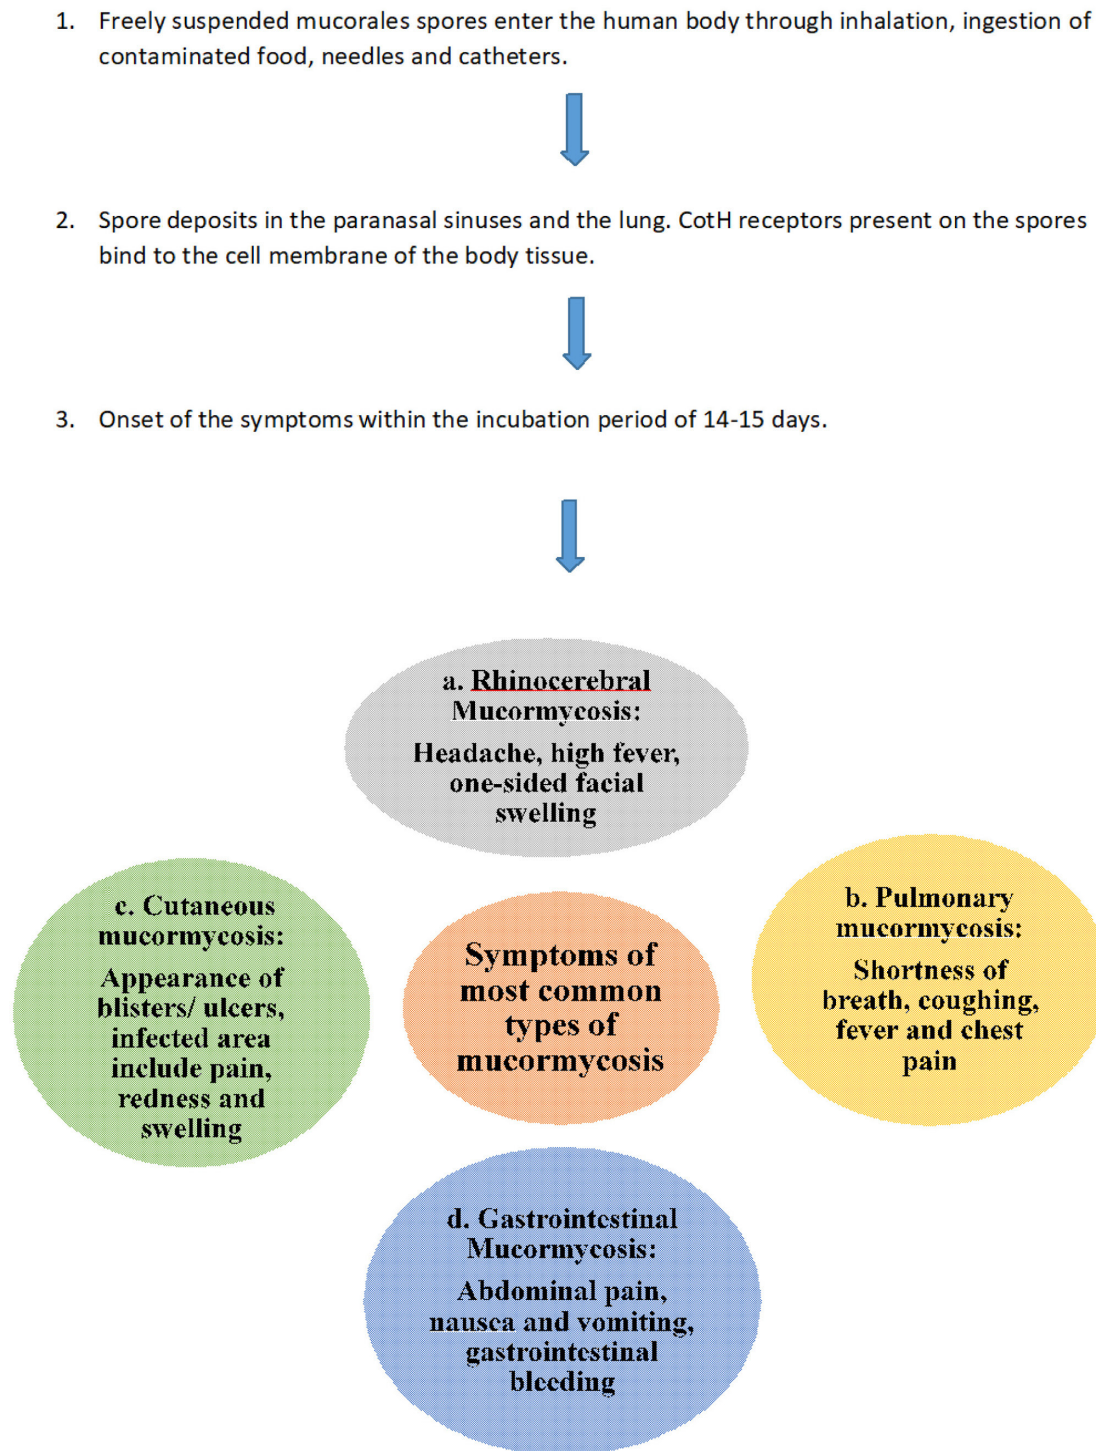 1. Freely suspended mucorales spores enter the human body through inhalation, ingestion of
contaminated food, needles and catheters.
2. Spore deposits in the paranasal sinuses and the lung. CotH receptors present on the spores
bind to the cell membrane of the body tissue.
3. Onset of the symptoms within the incubation period of 14-15 days.
a. Rhinocerebral
Mucormycosis:
Headache, high fever,
one-sided facial
swelling
c. Cutaneous
mucormycosis:
Appearance of
blisters/ ulcers,
infected area
include pain,
redness and
swelling
Symptoms of
most common
types of
mucormycosis
b. Pulmonary
mucormycosis:
Shortness of
breath, coughing,
fever and chest
pain
d. Gastrointestinal
Mucormycosis:
Abdominal pain,
nausea and vomiting,
gastrointestinal
bleeding